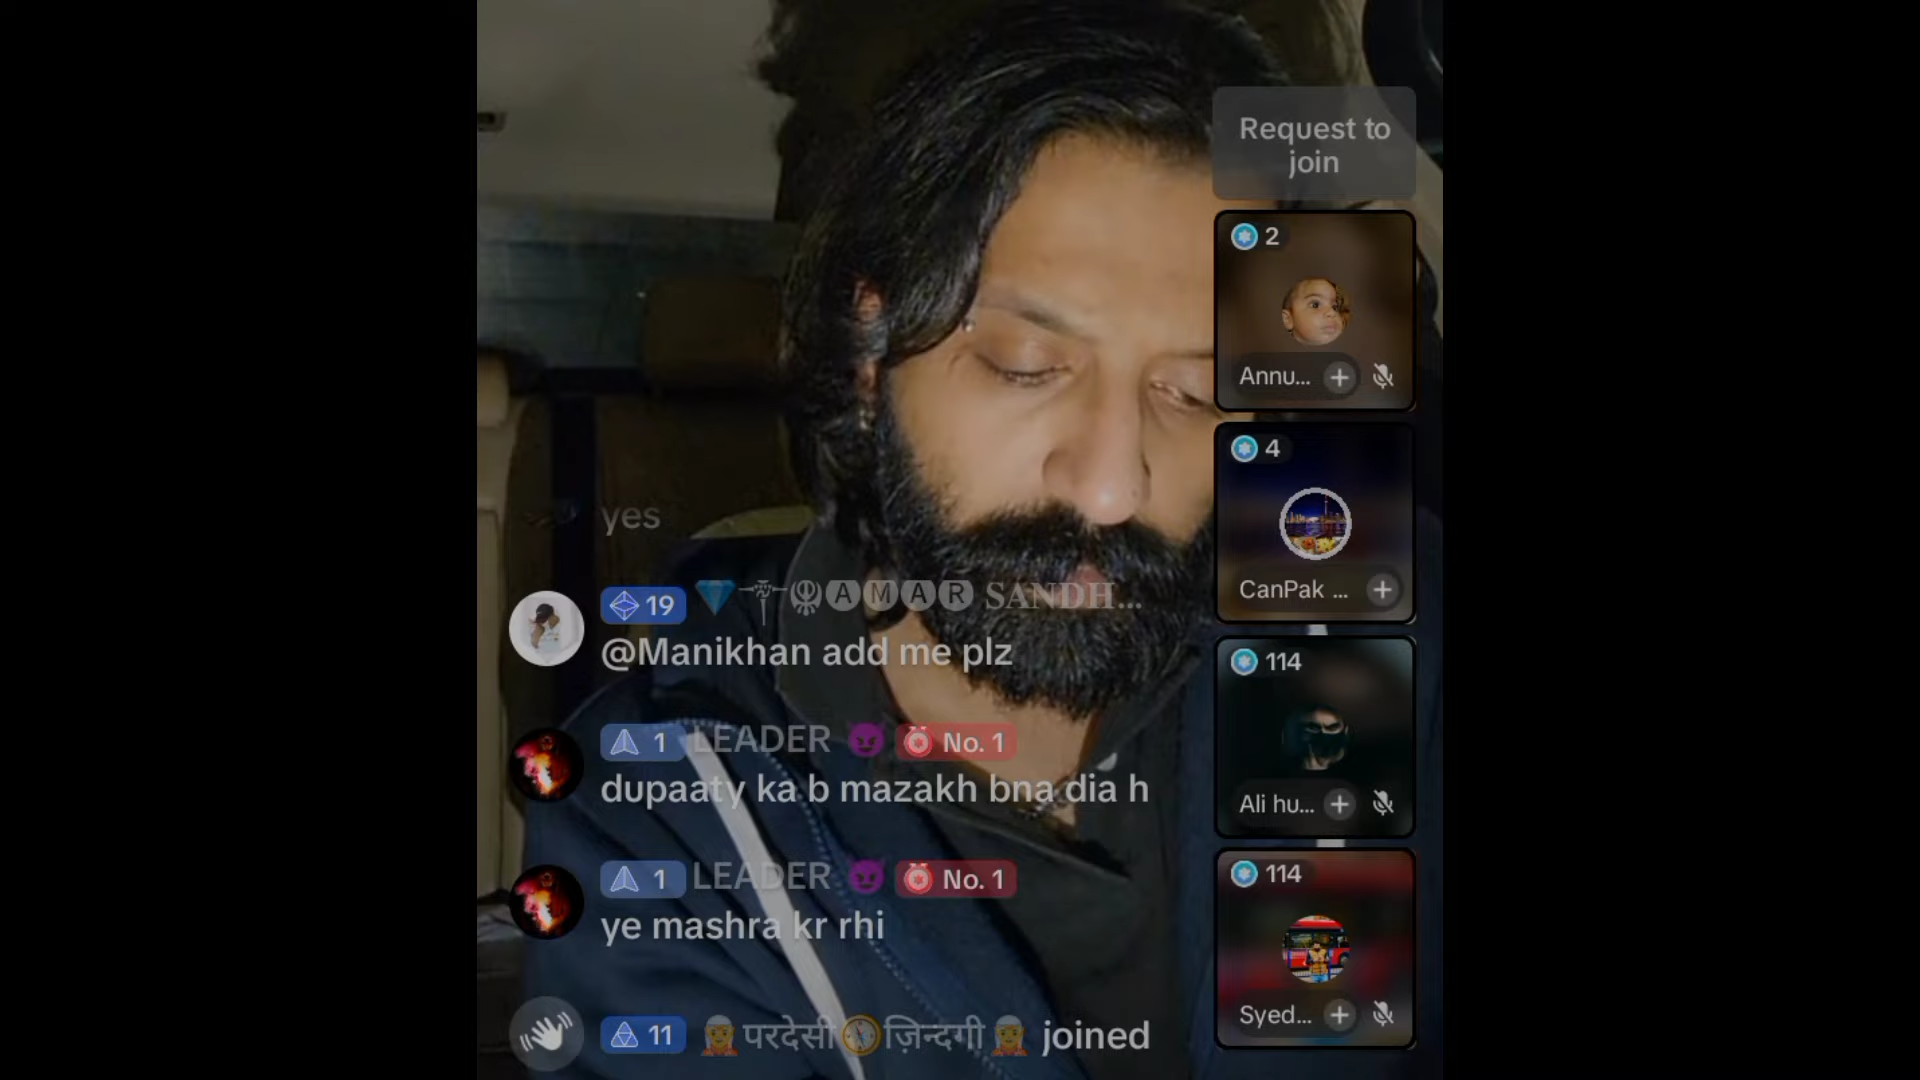 Request to
join
2
Annu...
4
CanPak ...
114
Ali hu...
114
Syed...
yes
19 🅐🅜🅐🅡 SANDH...
@Manikhan add me plz
1 LEADER 😈 No. 1
dupaaty ka b mazakh bna dia h
1 LEADER 😈 No. 1
ye mashra kr rhi
11 परदेसी🧭ज़िन्दगी joined